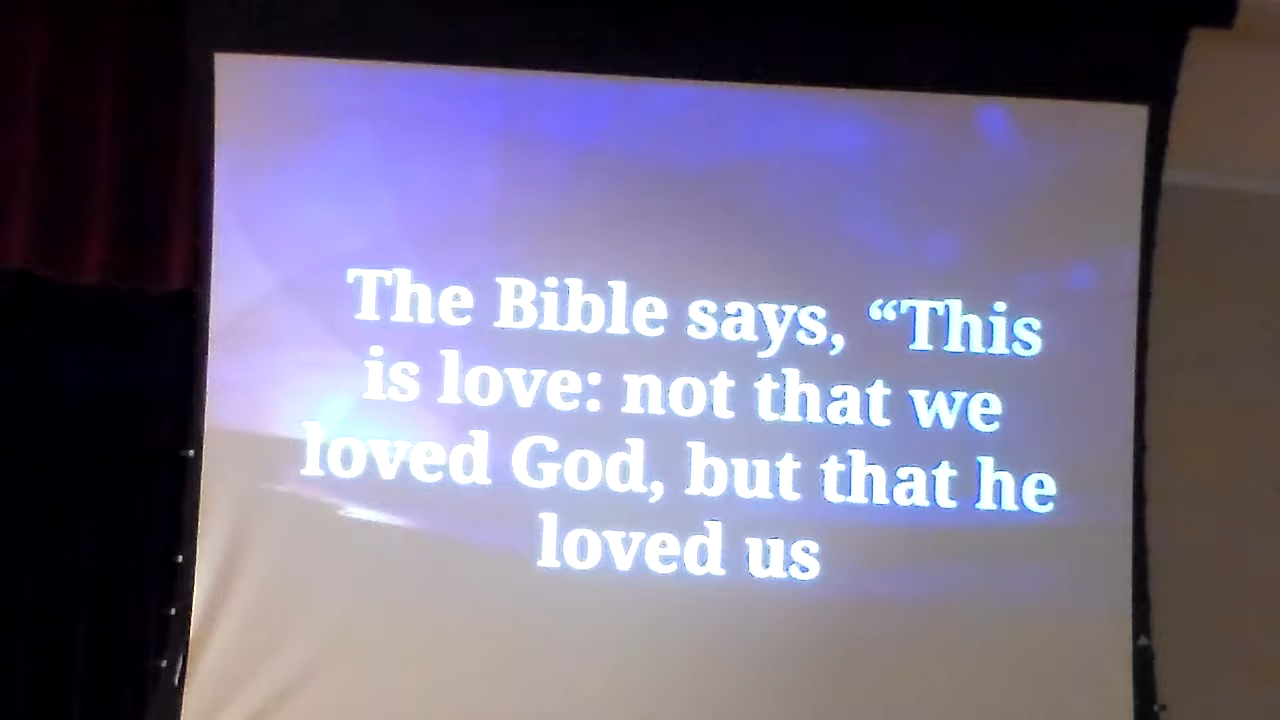 The Bible says, “This
is love: not that we
loved God, but that he
loved us